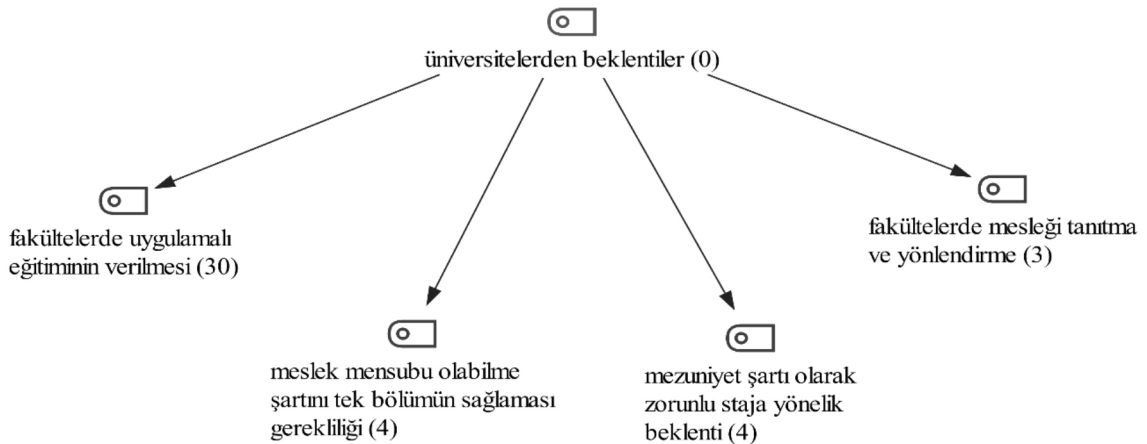 üniversitelerden beklentiler (0)
fakültelerde uygulamalı
eğitiminin verilmesi (30)
meslek mensubu olabilme
şartını tek bölümün sağlaması
gerekliliği (4)
mezuniyet şartı olarak
zorunlu staja yönelik
beklenti (4)
fakültelerde mesleği tanıtma
ve yönlendirme (3)